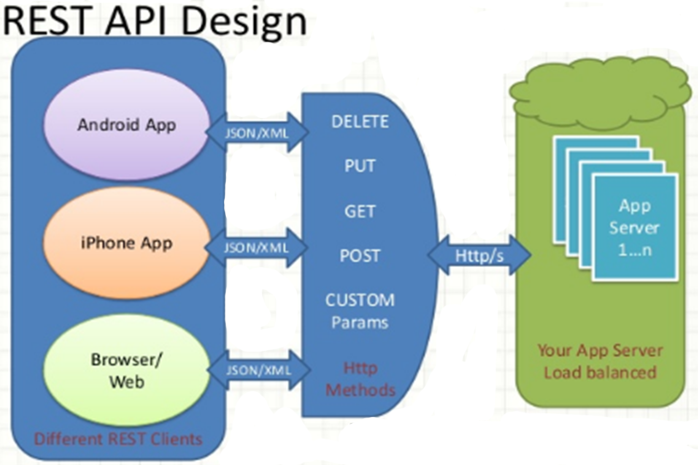 REST API Design
Android App
iPhone App
Browser/
Web
Different REST Clients
JSON/XML
JSON/XML
JSON/XML
DELETE
PUT
GET
POST
CUSTOM
Params
Http
Methods
Http/s
App
Server
1...n
Your App Server
Load balanced